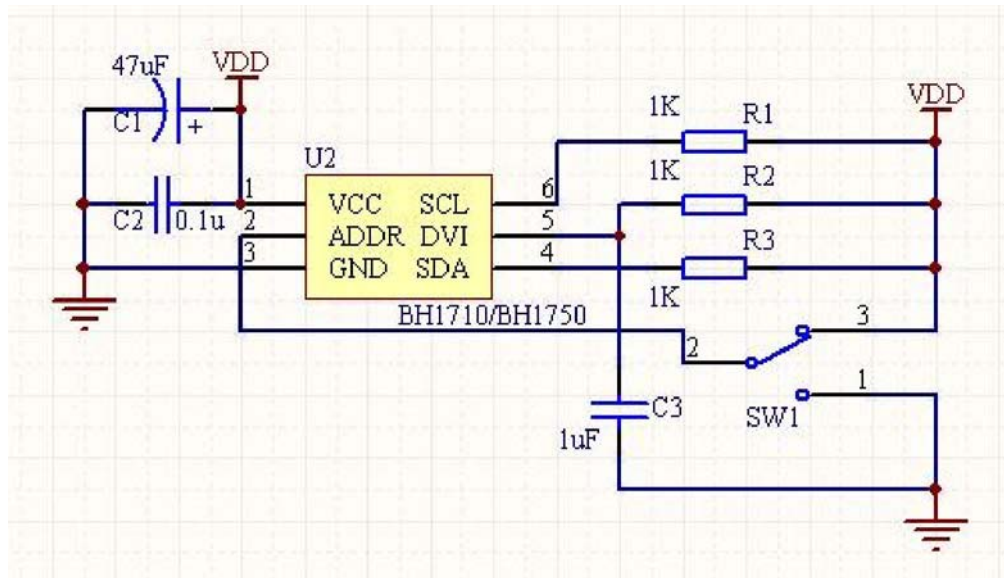 47uF
VDD
C1
+
C2
0.1u
U2
1
2
3
VCC SCL
ADDR DVI
GND SDA
6
5
4
BH1710/BH1750
1K
R1
1K
R2
R3
1K
VDD
2
3
1
SW1
C3
1uF